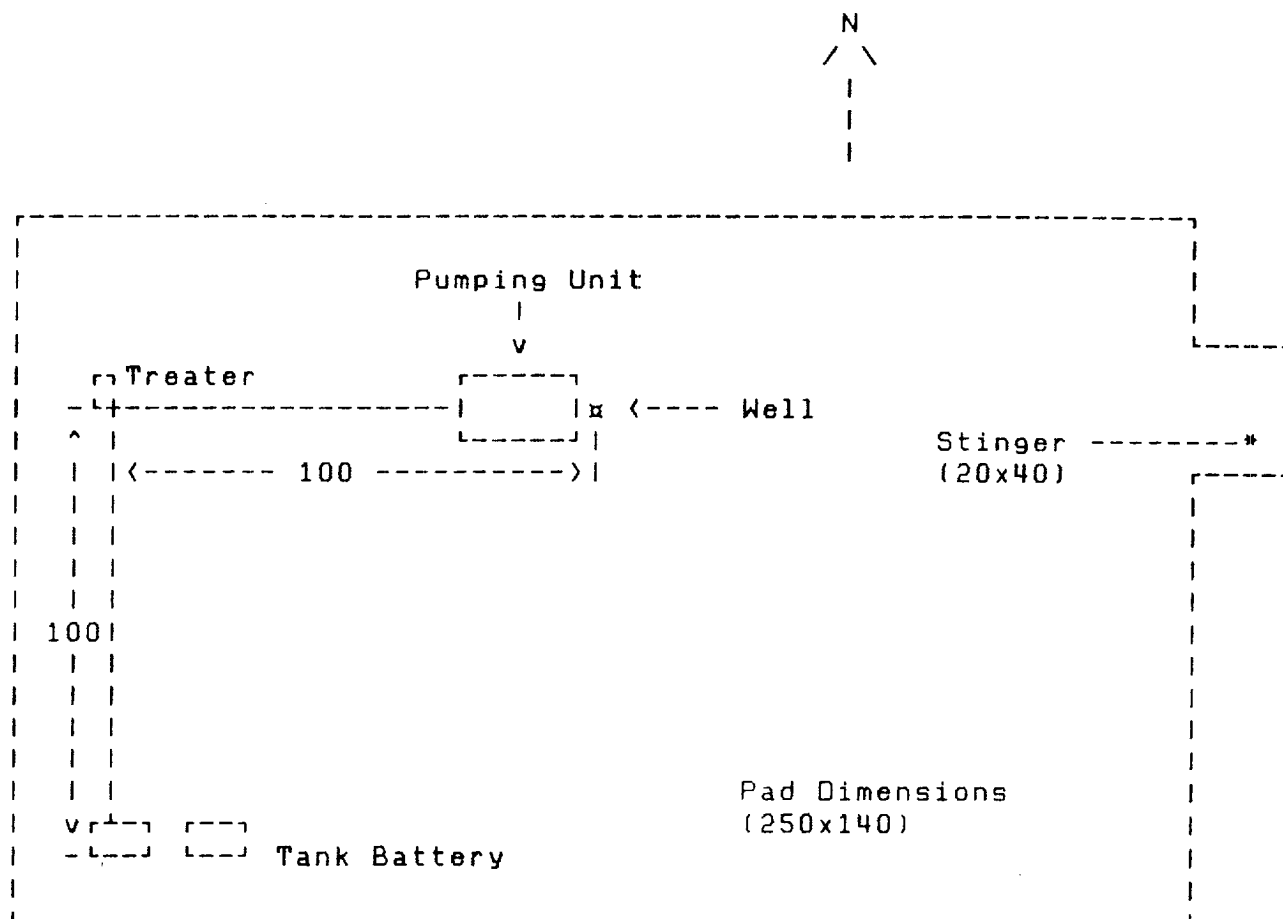 N
Pumping Unit
Treater
Well
Stinger
(20x40)
100
100
Pad Dimensions
(250x140)
Tank Battery